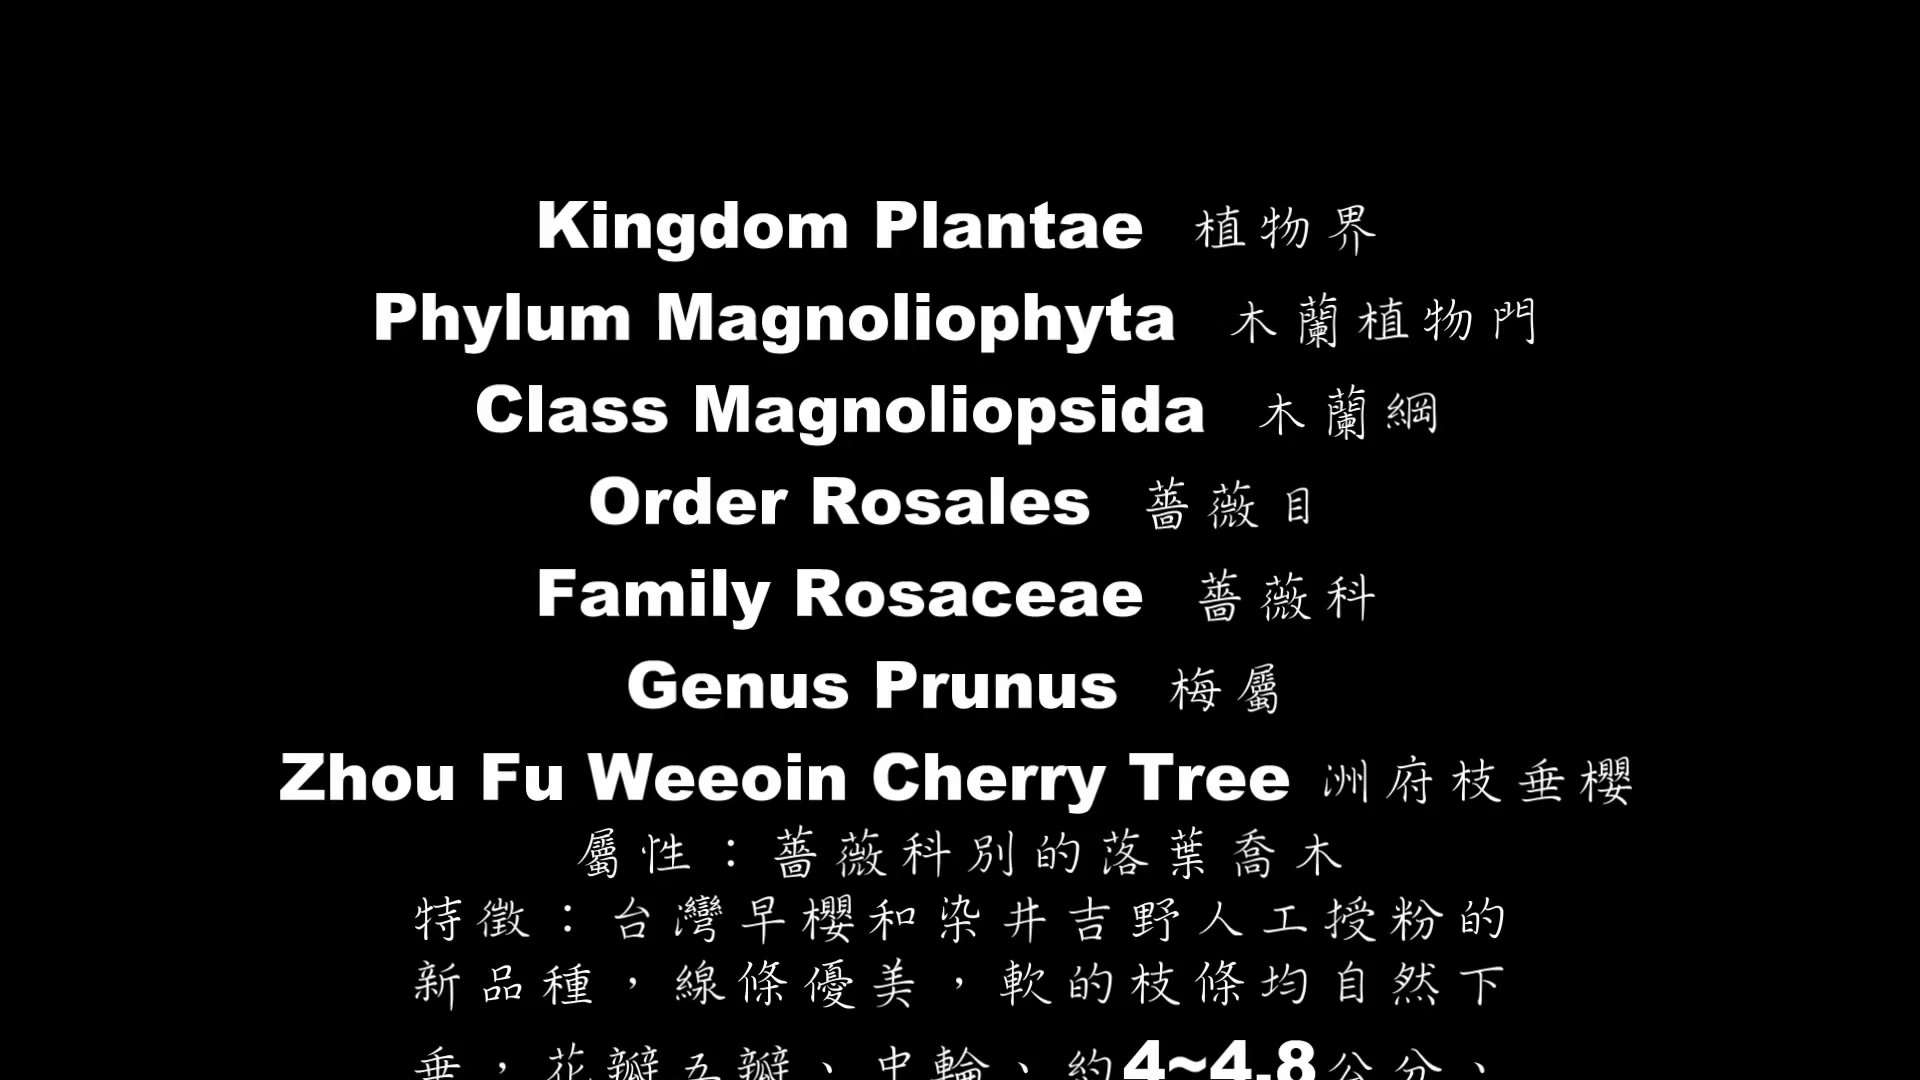 Kingdom Plantae 植物界
Phylum Magnoliophyta 木蘭植物門
Class Magnoliopsida 木蘭綱
Order Rosales 薔薇目
Family Rosaceae 薔薇科
Genus Prunus 梅屬
Zhou Fu Weeoin Cherry Tree 洲府枝垂櫻
屬性：薔薇科別的落葉喬木
特徵：台灣早櫻和染井吉野人工授粉的
新品種，線條優美，軟的枝條均自然下
垂，花瓣五瓣、中輪、約4~4.8公分、